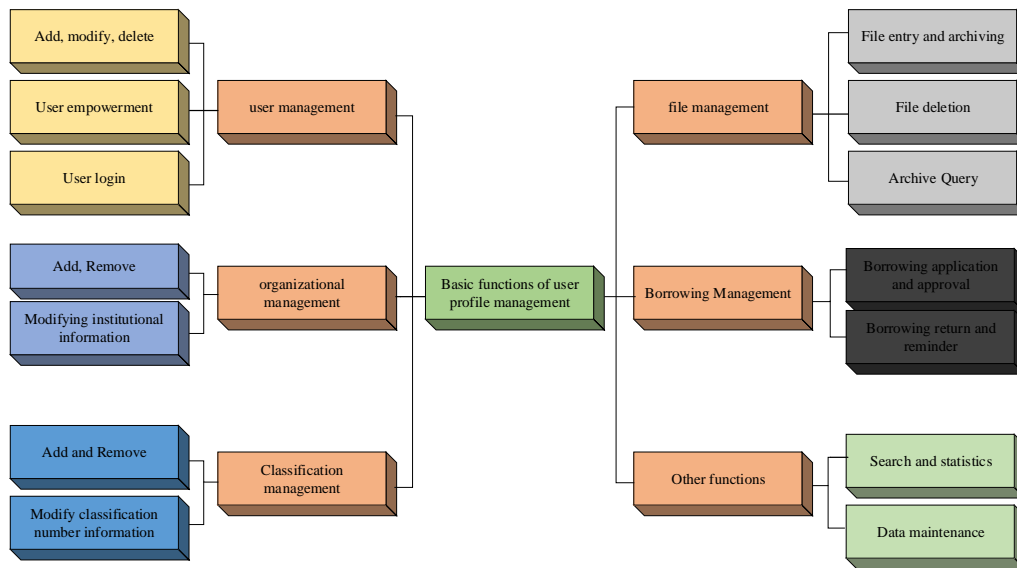 Add, modify, delete
User empowerment
User login
user management
Add, Remove
Modifying institutional
information
organizational
management
Add and Remove
Modify classification
number information
Classification
management
Basic functions of user
profile management
file management
File entry and archiving
File deletion
Archive Query
Borrowing Management
Borrowing application
and approval
Borrowing return and
reminder
Other functions
Search and statistics
Data maintenance